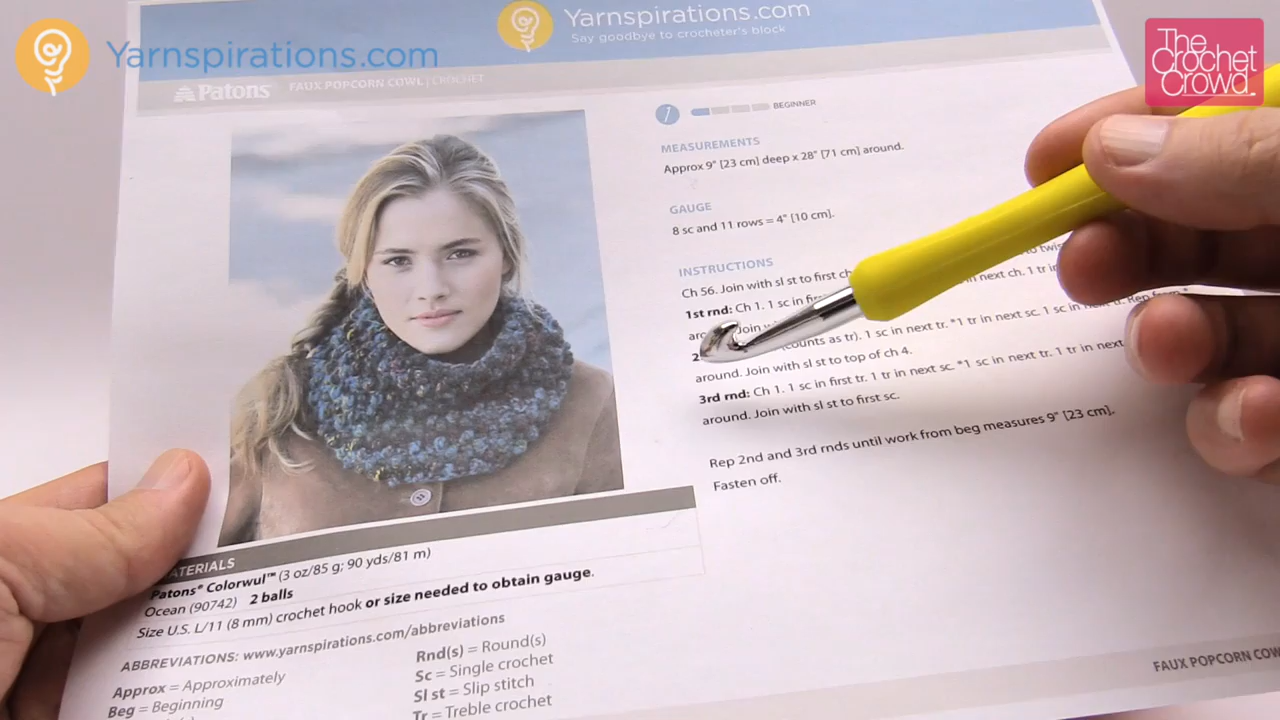 Yarnspirations.com
Yarnspirations.com
Say goodbye to crocheter's block
The
Crochet
Crowd
Patons FAUX POPCORN COWL | CROCHET
BEGINNER
MEASUREMENTS
Approx 9" [23 cm] deep x 28" [71 cm] around.
GAUGE
8 sc and 11 rows = 4" [10 cm].
INSTRUCTIONS
Ch 56. Join with sl st to first
1st rnd: Ch 1. 1 sc in in next ch. 1 tr in
Join
(counts as tr). 1 sc in next tr. *1 tr in next sc. 1 sc in next tr. Rep from *
around. Join with sl st to top of ch 4.
3rd rnd: Ch 1. 1 sc in first tr. 1 tr in next sc. *1 sc in next tr. 1 tr in next
around. Join with sl st to first sc.
Rep 2nd and 3rd rnds until work from beg measures 9" [23 cm].
Fasten off.
Patons® Colorwul™ (3 oz/85 g; 90 yds/81 m)
Ocean (90742) 2 balls
Size U.S. L/11 (8 mm) crochet hook or size needed to obtain gauge.
ABBREVIATIONS: www.yarnspirations.com/abbreviations
Approx = Approximately
Beg = Beginning
Rnd(s) = Round(s)
Sc = Single crochet
Sl st = Slip stitch
Tr = Treble crochet
FAUX POPCORN